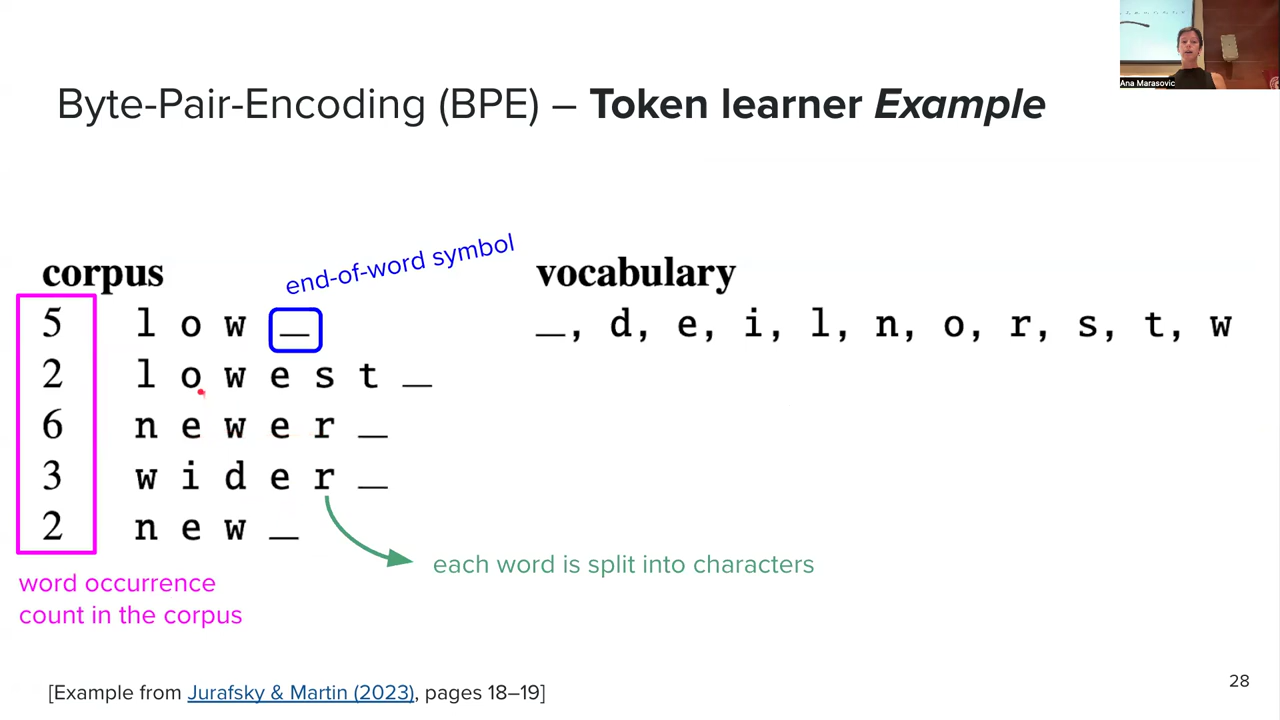 Ana Marasovic
Byte-Pair-Encoding (BPE) – Token learner Example
end-of-word symbol
corpus
5 l o w _
2 l o w e s t _
6 n e w e r _
3 w i d e r _
2 n e w _
vocabulary
_, d, e, i, l, n, o, r, s, t, w
each word is split into characters
word occurrence
count in the corpus
[Example from Jurafsky & Martin (2023), pages 18–19]
28